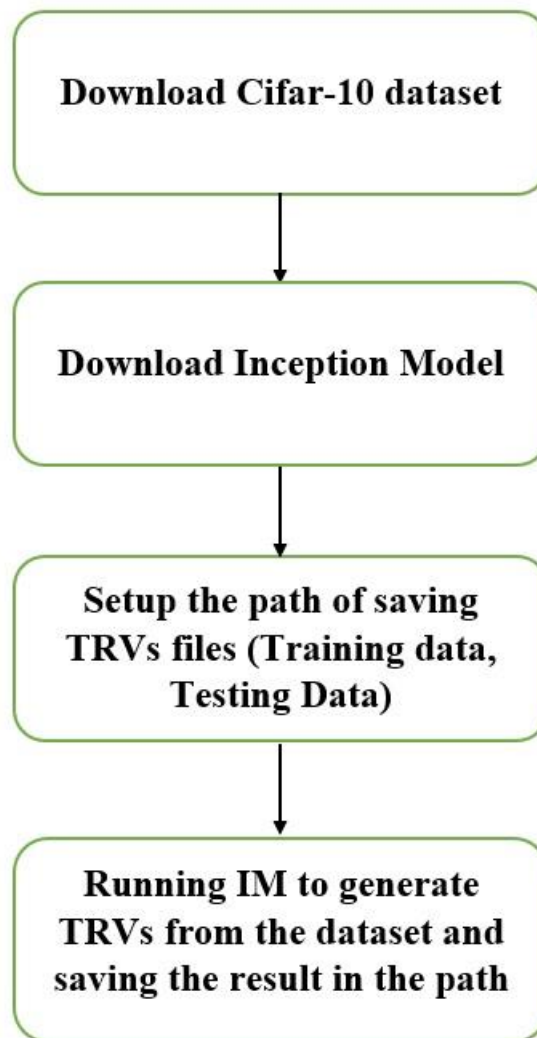 Download Cifar-10 dataset
Download Inception Model
Setup the path of saving
TRVs files (Training data,
Testing Data)
Running IM to generate
TRVs from the dataset and
saving the result in the path